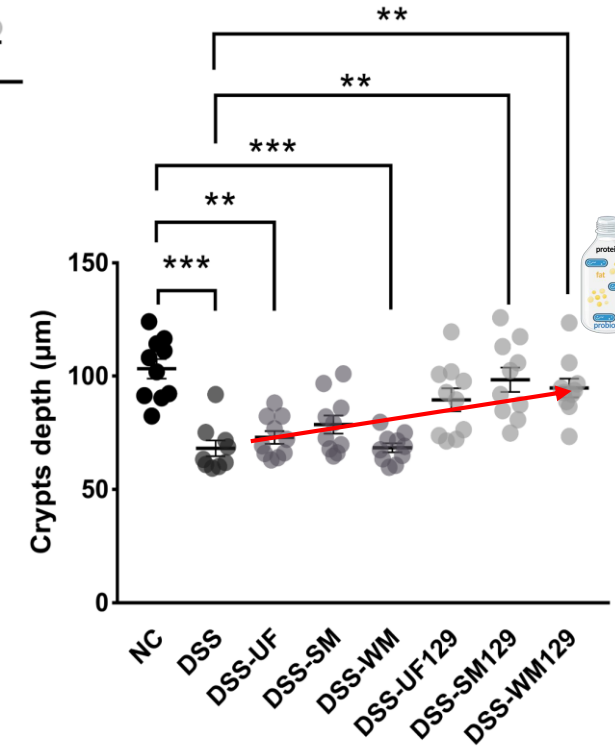 **
**
***
**
***
Crypts depth (µm)
150
100
50
0
protei
fat
probio
NC
DSS
DSS-UF
DSS-SM
DSS-WM
DSS-UF129
DSS-SM129
DSS-WM129